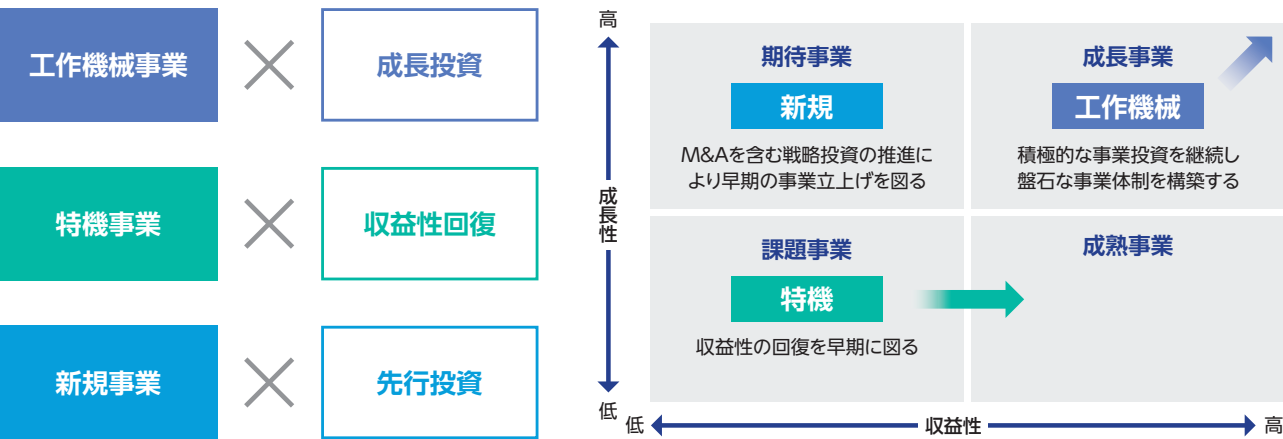 工作機械事業
成長投資
特機事業
収益性回復
新規事業
先行投資
高
成長性
低
期待事業
新規
M&Aを含む戦略投資の推進に
より早期の事業立上げを図る
成長事業
工作機械
積極的な事業投資を継続し
盤石な事業体制を構築する
課題事業
特機
収益性の回復を早期に図る
成熟事業
低
収益性
高